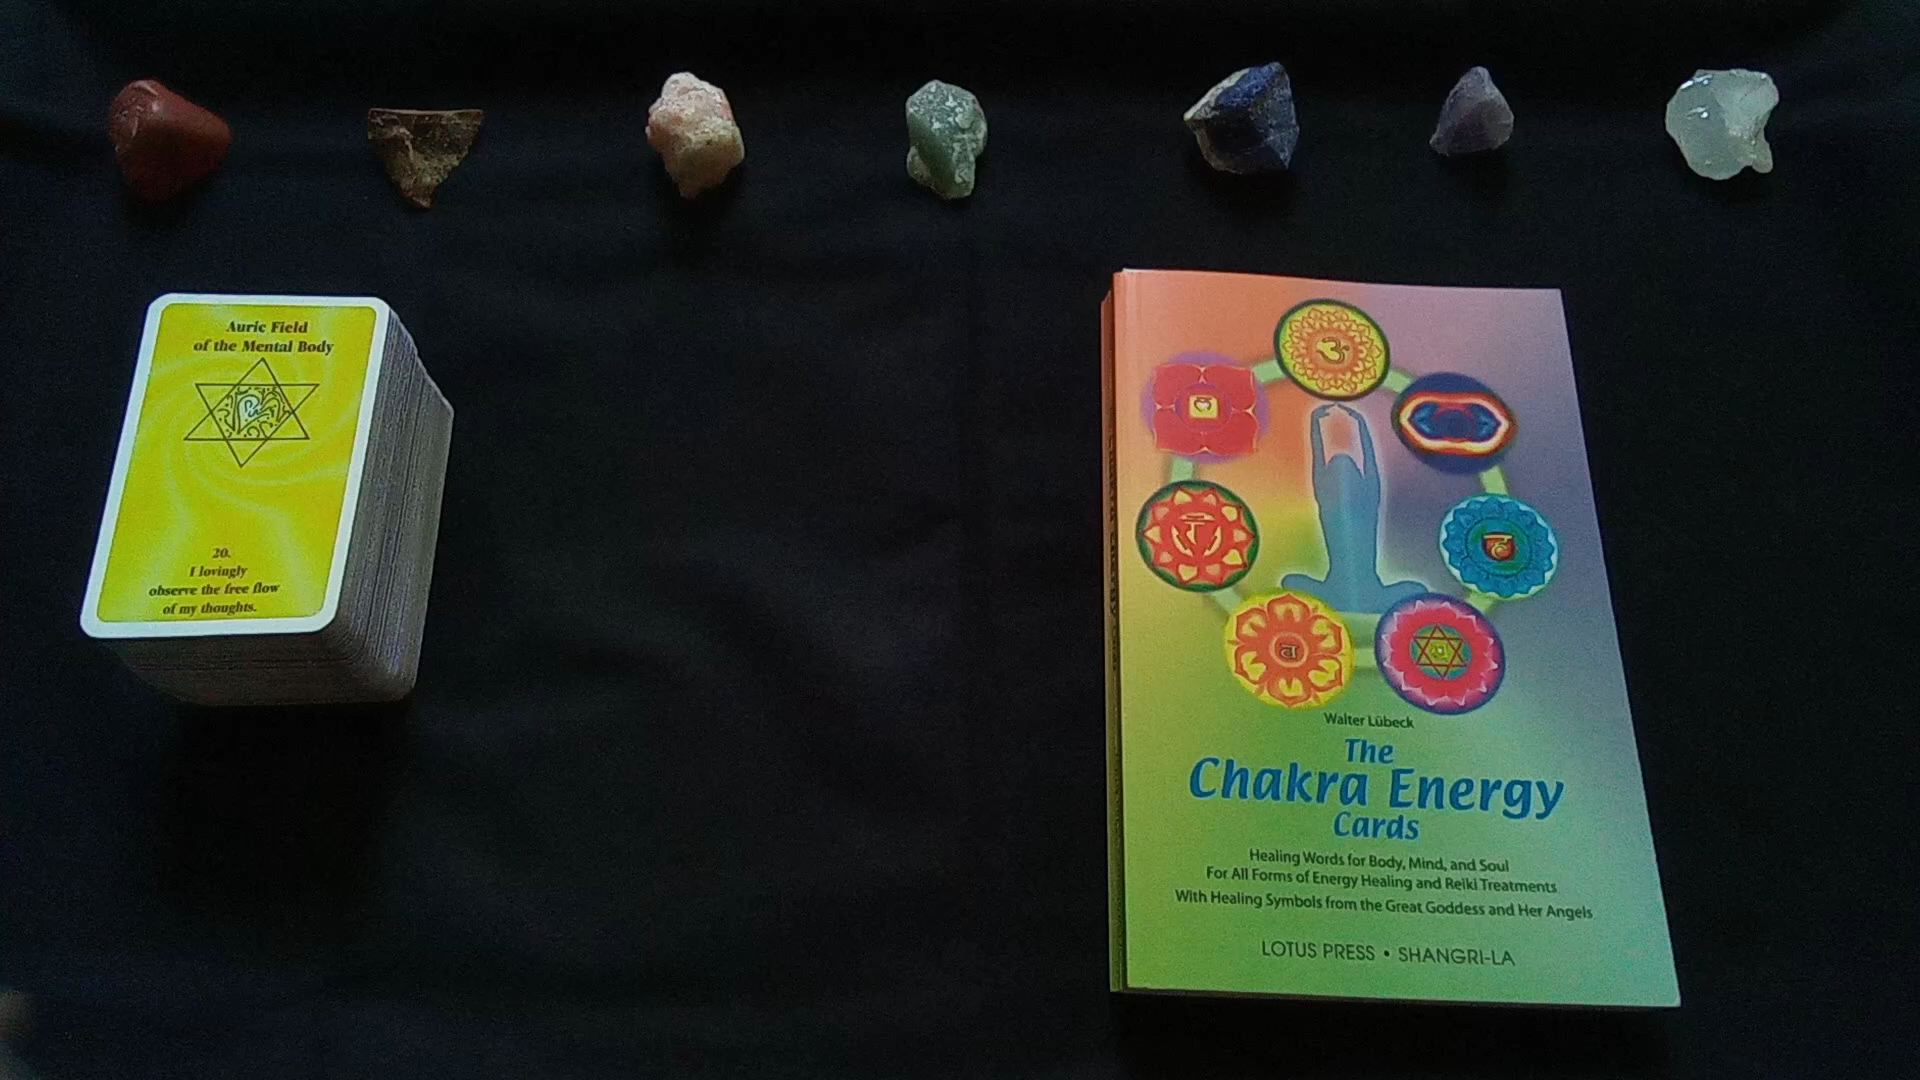 Auric Field
of the Mental Body
20.
I lovingly
observe the free flow
of my thoughts.
Walter Lübeck
The
Chakra Energy
Cards
Healing Words for Body, Mind, and Soul
For All Forms of Energy Healing and Reiki Treatments
With Healing Symbols from the Great Goddess and Her Angels
LOTUS PRESS • SHANGRI-LA